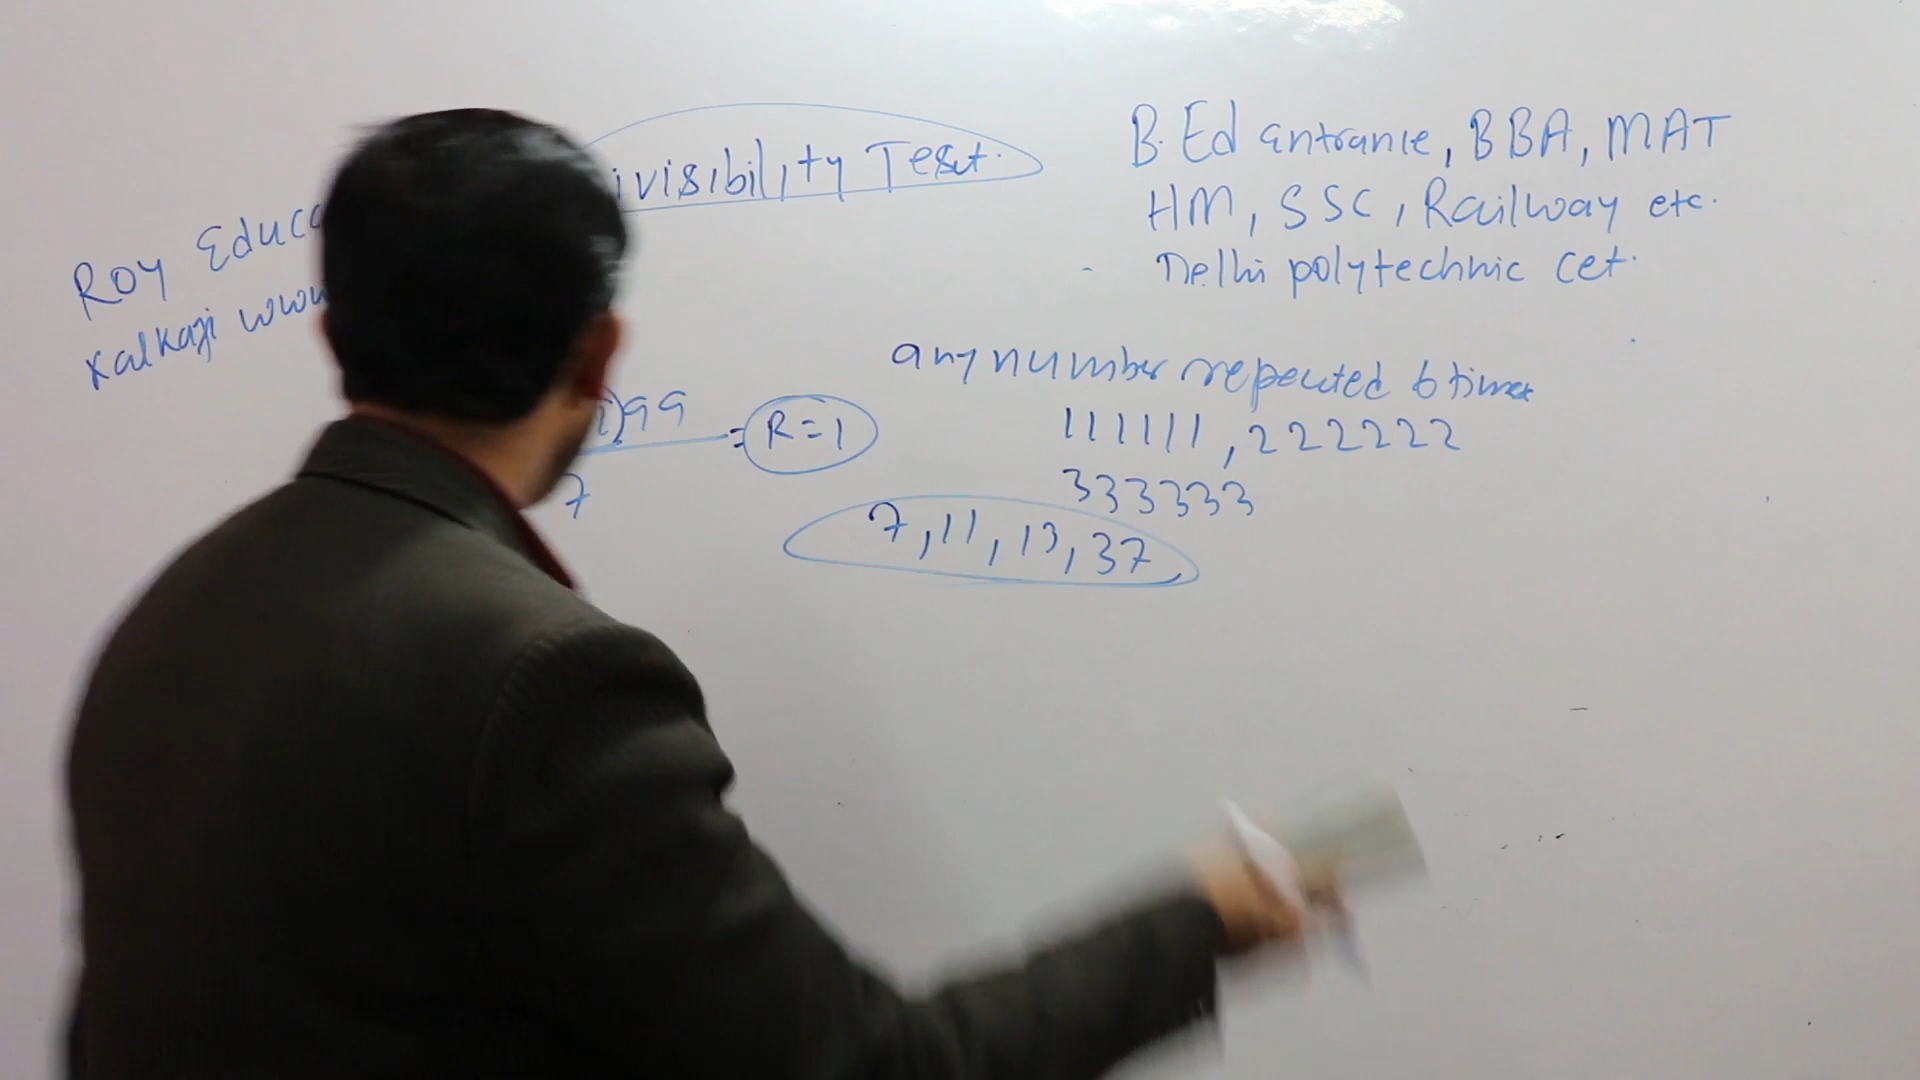 ivisibility Test.
B.Ed entrance, BBA, MAT
HM, SSC, Railway etc.
Delhi polytechnic cet.
Roy Educa
Kalkaji www
any number repeated 6 times
)99 = R=1
7
111111, 222222
333333
7, 11, 13, 37